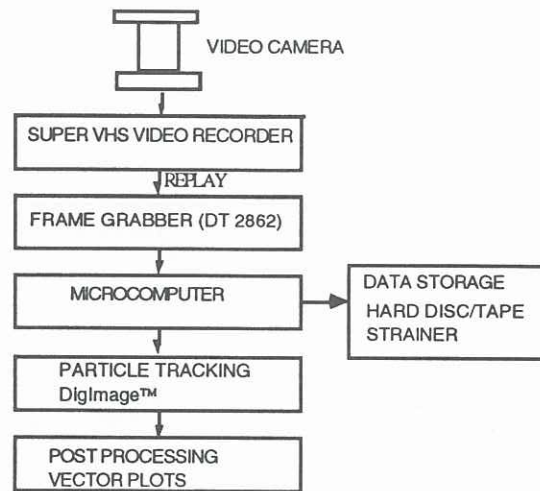 VIDEO CAMERA
SUPER VHS VIDEO RECORDER
REPLAY
FRAME GRABBER (DT 2862)
MICROCOMPUTER
DATA STORAGE
HARD DISC/TAPE
STRAINER
PARTICLE TRACKING
DigImage™
POST PROCESSING
VECTOR PLOTS